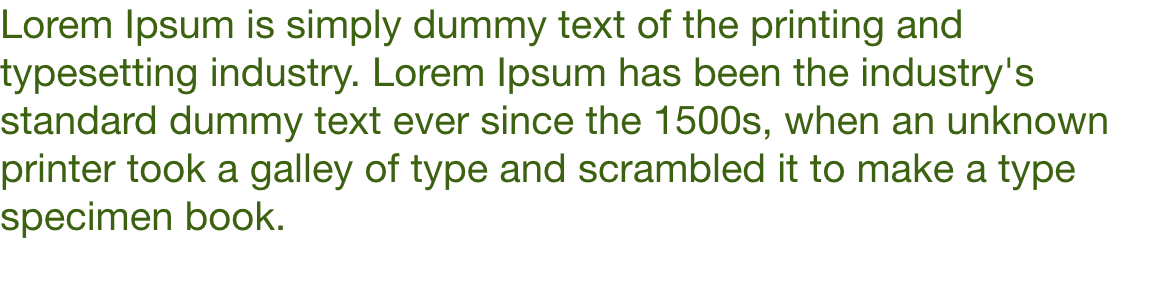 Lorem Ipsum is simply dummy text of the printing and
typesetting industry. Lorem Ipsum has been the industry's
standard dummy text ever since the 1500s, when an unknown
printer took a galley of type and scrambled it to make a type
specimen book.